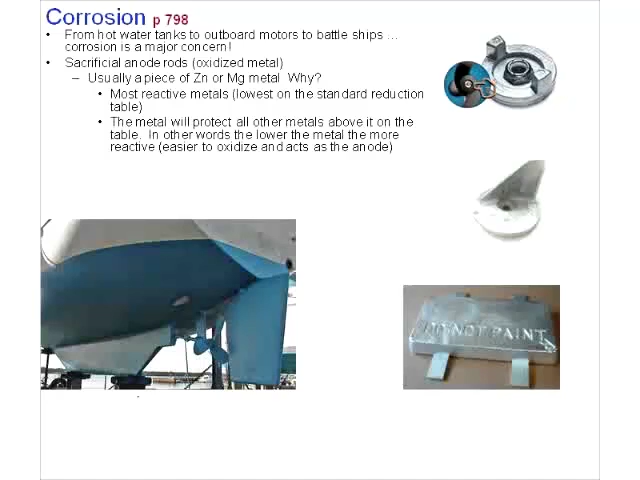 Corrosion p 798
• From hot water tanks to outboard motors to battle ships …
corrosion is a major concern!
• Sacrificial anode rods (oxidized metal)
– Usually a piece of Zn or Mg metal  Why?
• Most reactive metals (lowest on the standard reduction
table)
• The metal will protect all other metals above it on the
table.  In other words the lower the metal the more
reactive (easier to oxidize and acts as the anode)
DO NOT PAINT